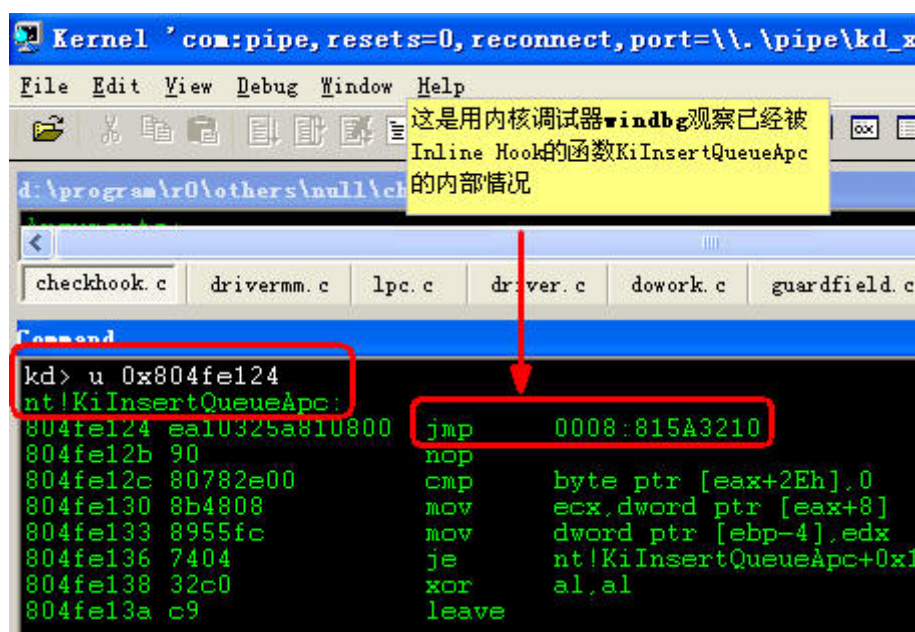 Kernel 'com:pipe,resets=0,reconnect,port=\\.\pipe\kd_x
File Edit View Debug Window Help
这是用内核调试器windbg观察已经被
Inline Hook的函数KiInsertQueueApc
的内部情况
d:\program\r0\others\null\ch
checkhook.c drivermm.c lpc.c driver.c dowork.c guardfield.c
Command
kd> u 0x804fe124
nt!KiInsertQueueApc:
804fe124 ea10325a810800 jmp 0008:815A3210
804fe12b 90 nop
804fe12c 80782e00 cmp byte ptr [eax+2Eh],0
804fe130 8b4808 mov ecx,dword ptr [eax+8]
804fe133 8955fc mov dword ptr [ebp-4],edx
804fe136 7404 je nt!KiInsertQueueApc+0x1
804fe138 32c0 xor al,al
804fe13a c9 leave